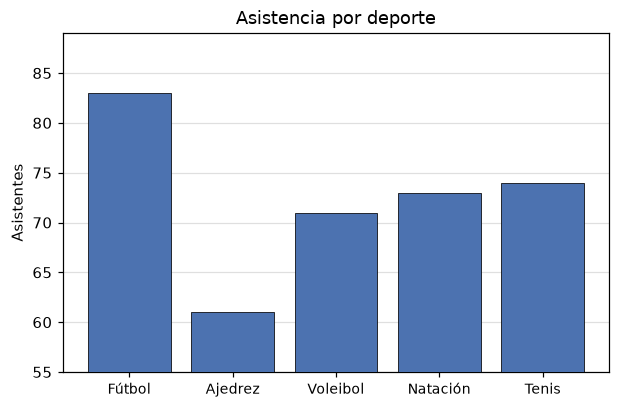 Asistencia por deporte
Asistentes
85
80
75
70
65
60
55
Fútbol Ajedrez Voleibol Natación Tenis